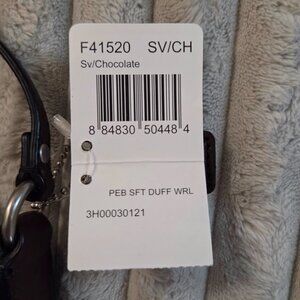 F41520 SV/CH
Sv/Chocolate
8 84830 50448 4
PEB SFT DUFF WRL
3H00030121